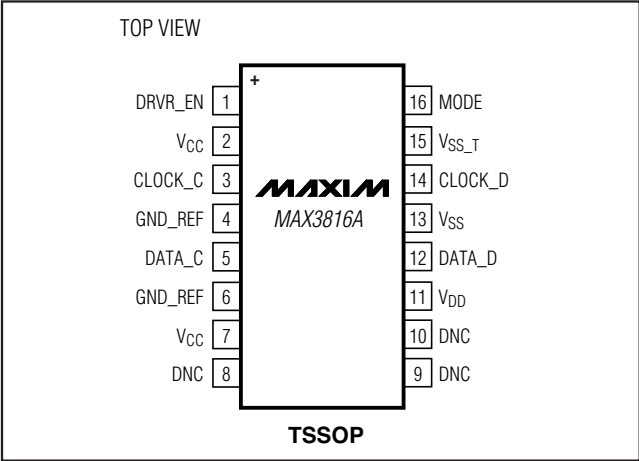 TOP VIEW
+
DRVR_EN 1
16 MODE
VCC 2
15 VSS_T
CLOCK_C 3
14 CLOCK_D
MAXIM
GND_REF 4
MAX3816A
13 VSS
DATA_C 5
12 DATA_D
GND_REF 6
11 VDD
VCC 7
10 DNC
DNC 8
9 DNC
TSSOP